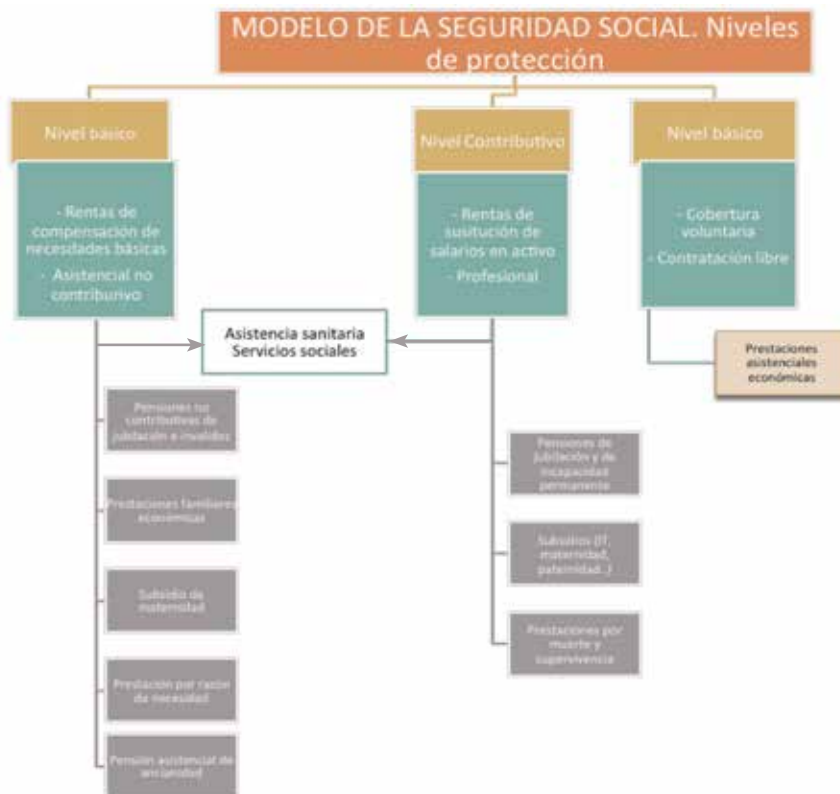 MODELO DE LA SEGURIDAD SOCIAL. Niveles
de protección
Nivel básico
- Rentas de
compensación de
necesidades básicas
- Asistencial no
contriburivo
Nivel Contributivo
- Rentas de
susitución de
salarios en activo
- Profesional
Nivel básico
- Cobertura
voluntaria
- Contratación libre
Asistencia sanitaria
Servicios sociales
Prestaciones
asistenciales
económicas
Pensiones no
contributivas de
jubilación e invalidez
Prestaciones familiares
económicas
Subsidio de
maternidad
Prestación por razón
de necesidad
Pensión asistencial de
ancianidad
Pensiones de
jubilación y de
incapacidad
permanente
Subsidios (IT,
maternidad,
paternidad..)
Prestaciones por
muerte y
supervivencia